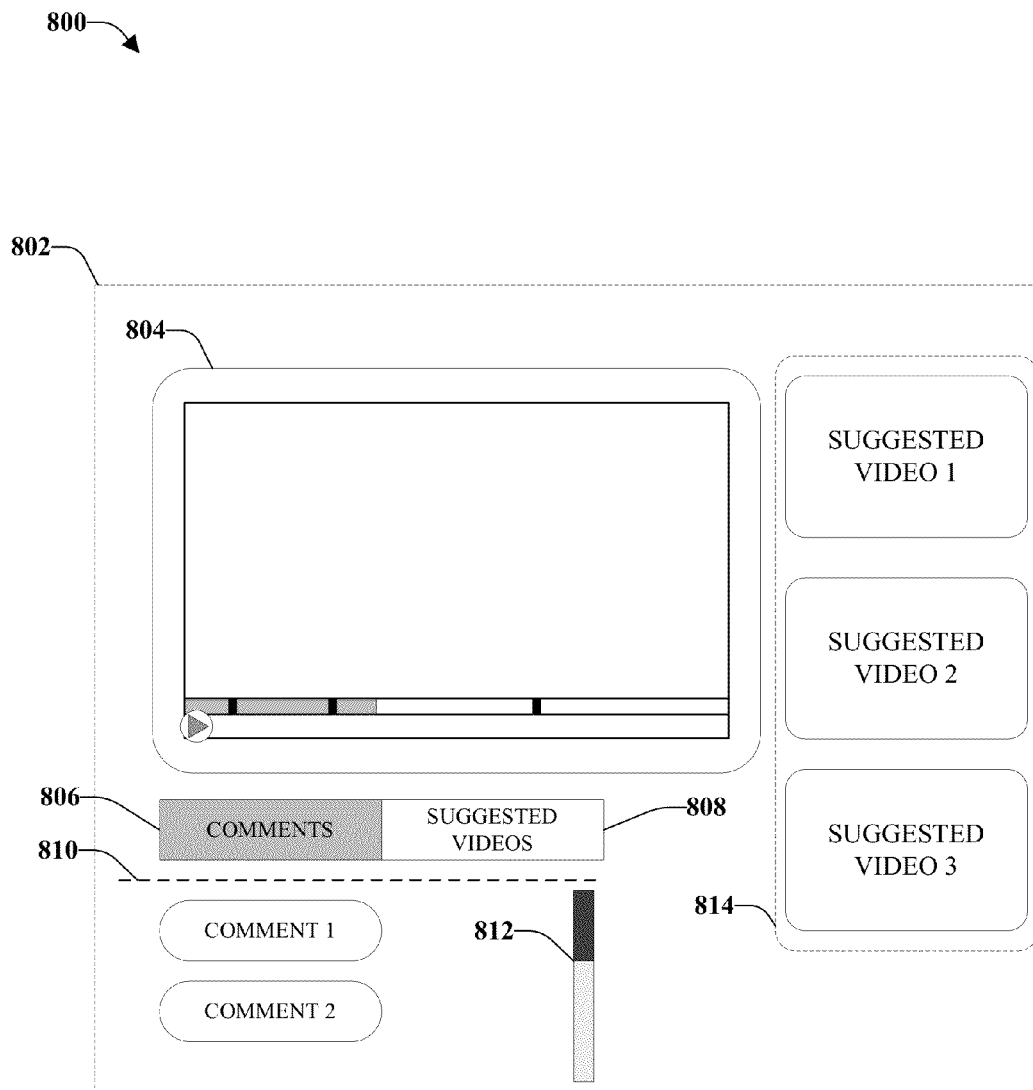 800
802
804
SUGGESTED
VIDEO 1
SUGGESTED
VIDEO 2
806
COMMENTS
SUGGESTED
VIDEOS
808
SUGGESTED
VIDEO 3
810
814
COMMENT 1
812
COMMENT 2